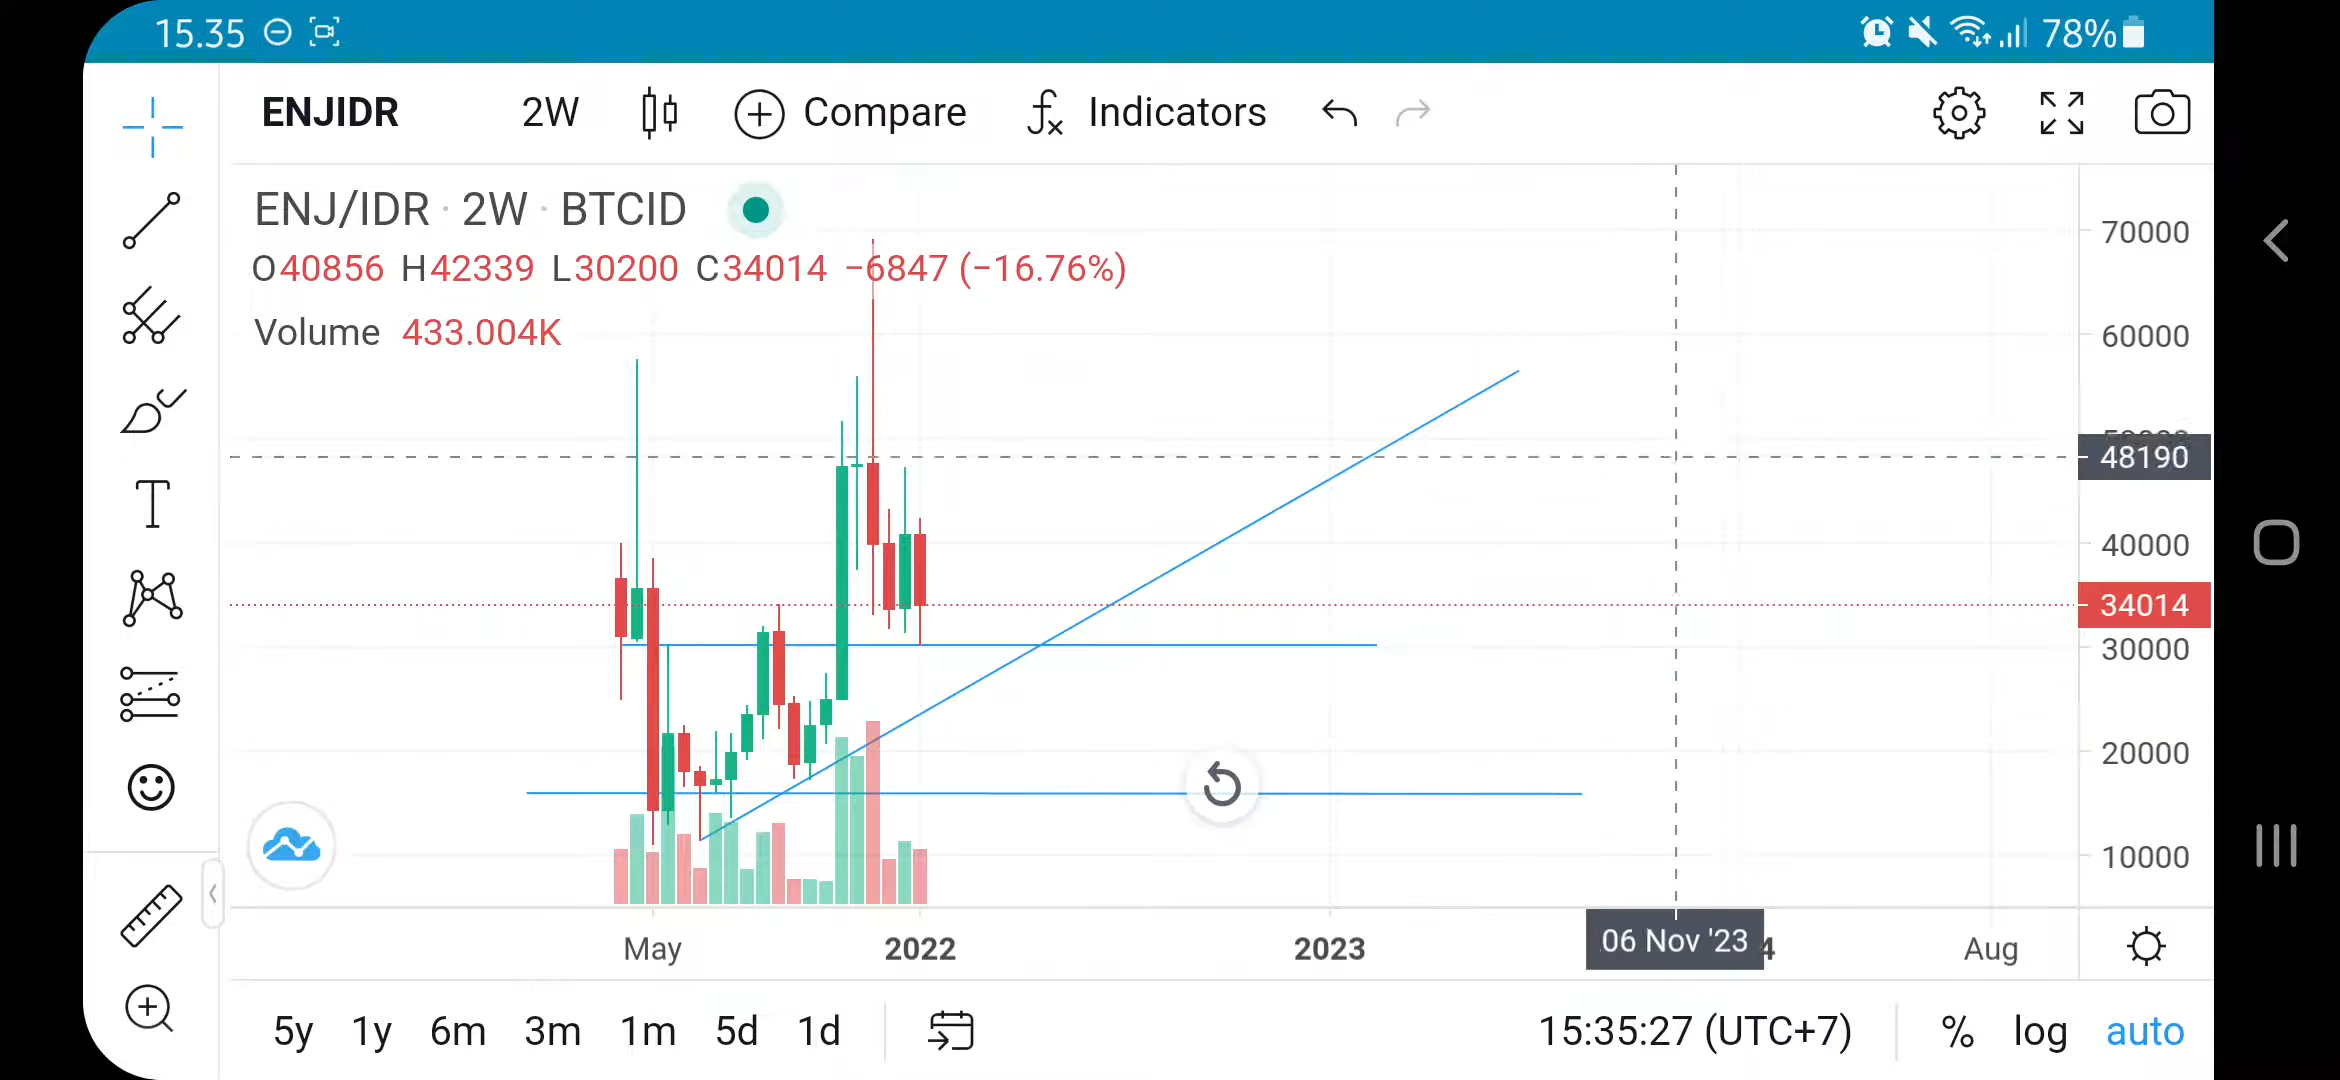 15.35 78%
ENJIDR 2W Compare Indicators
ENJ/IDR · 2W · BTCID
O40856 H42339 L30200 C34014 −6847 (−16.76%)
Volume 433.004K
70000
60000
48190
40000
34014
30000
20000
10000
May 2022 2023 06 Nov '23 4 Aug
5y 1y 6m 3m 1m 5d 1d 15:35:27 (UTC+7) % log auto